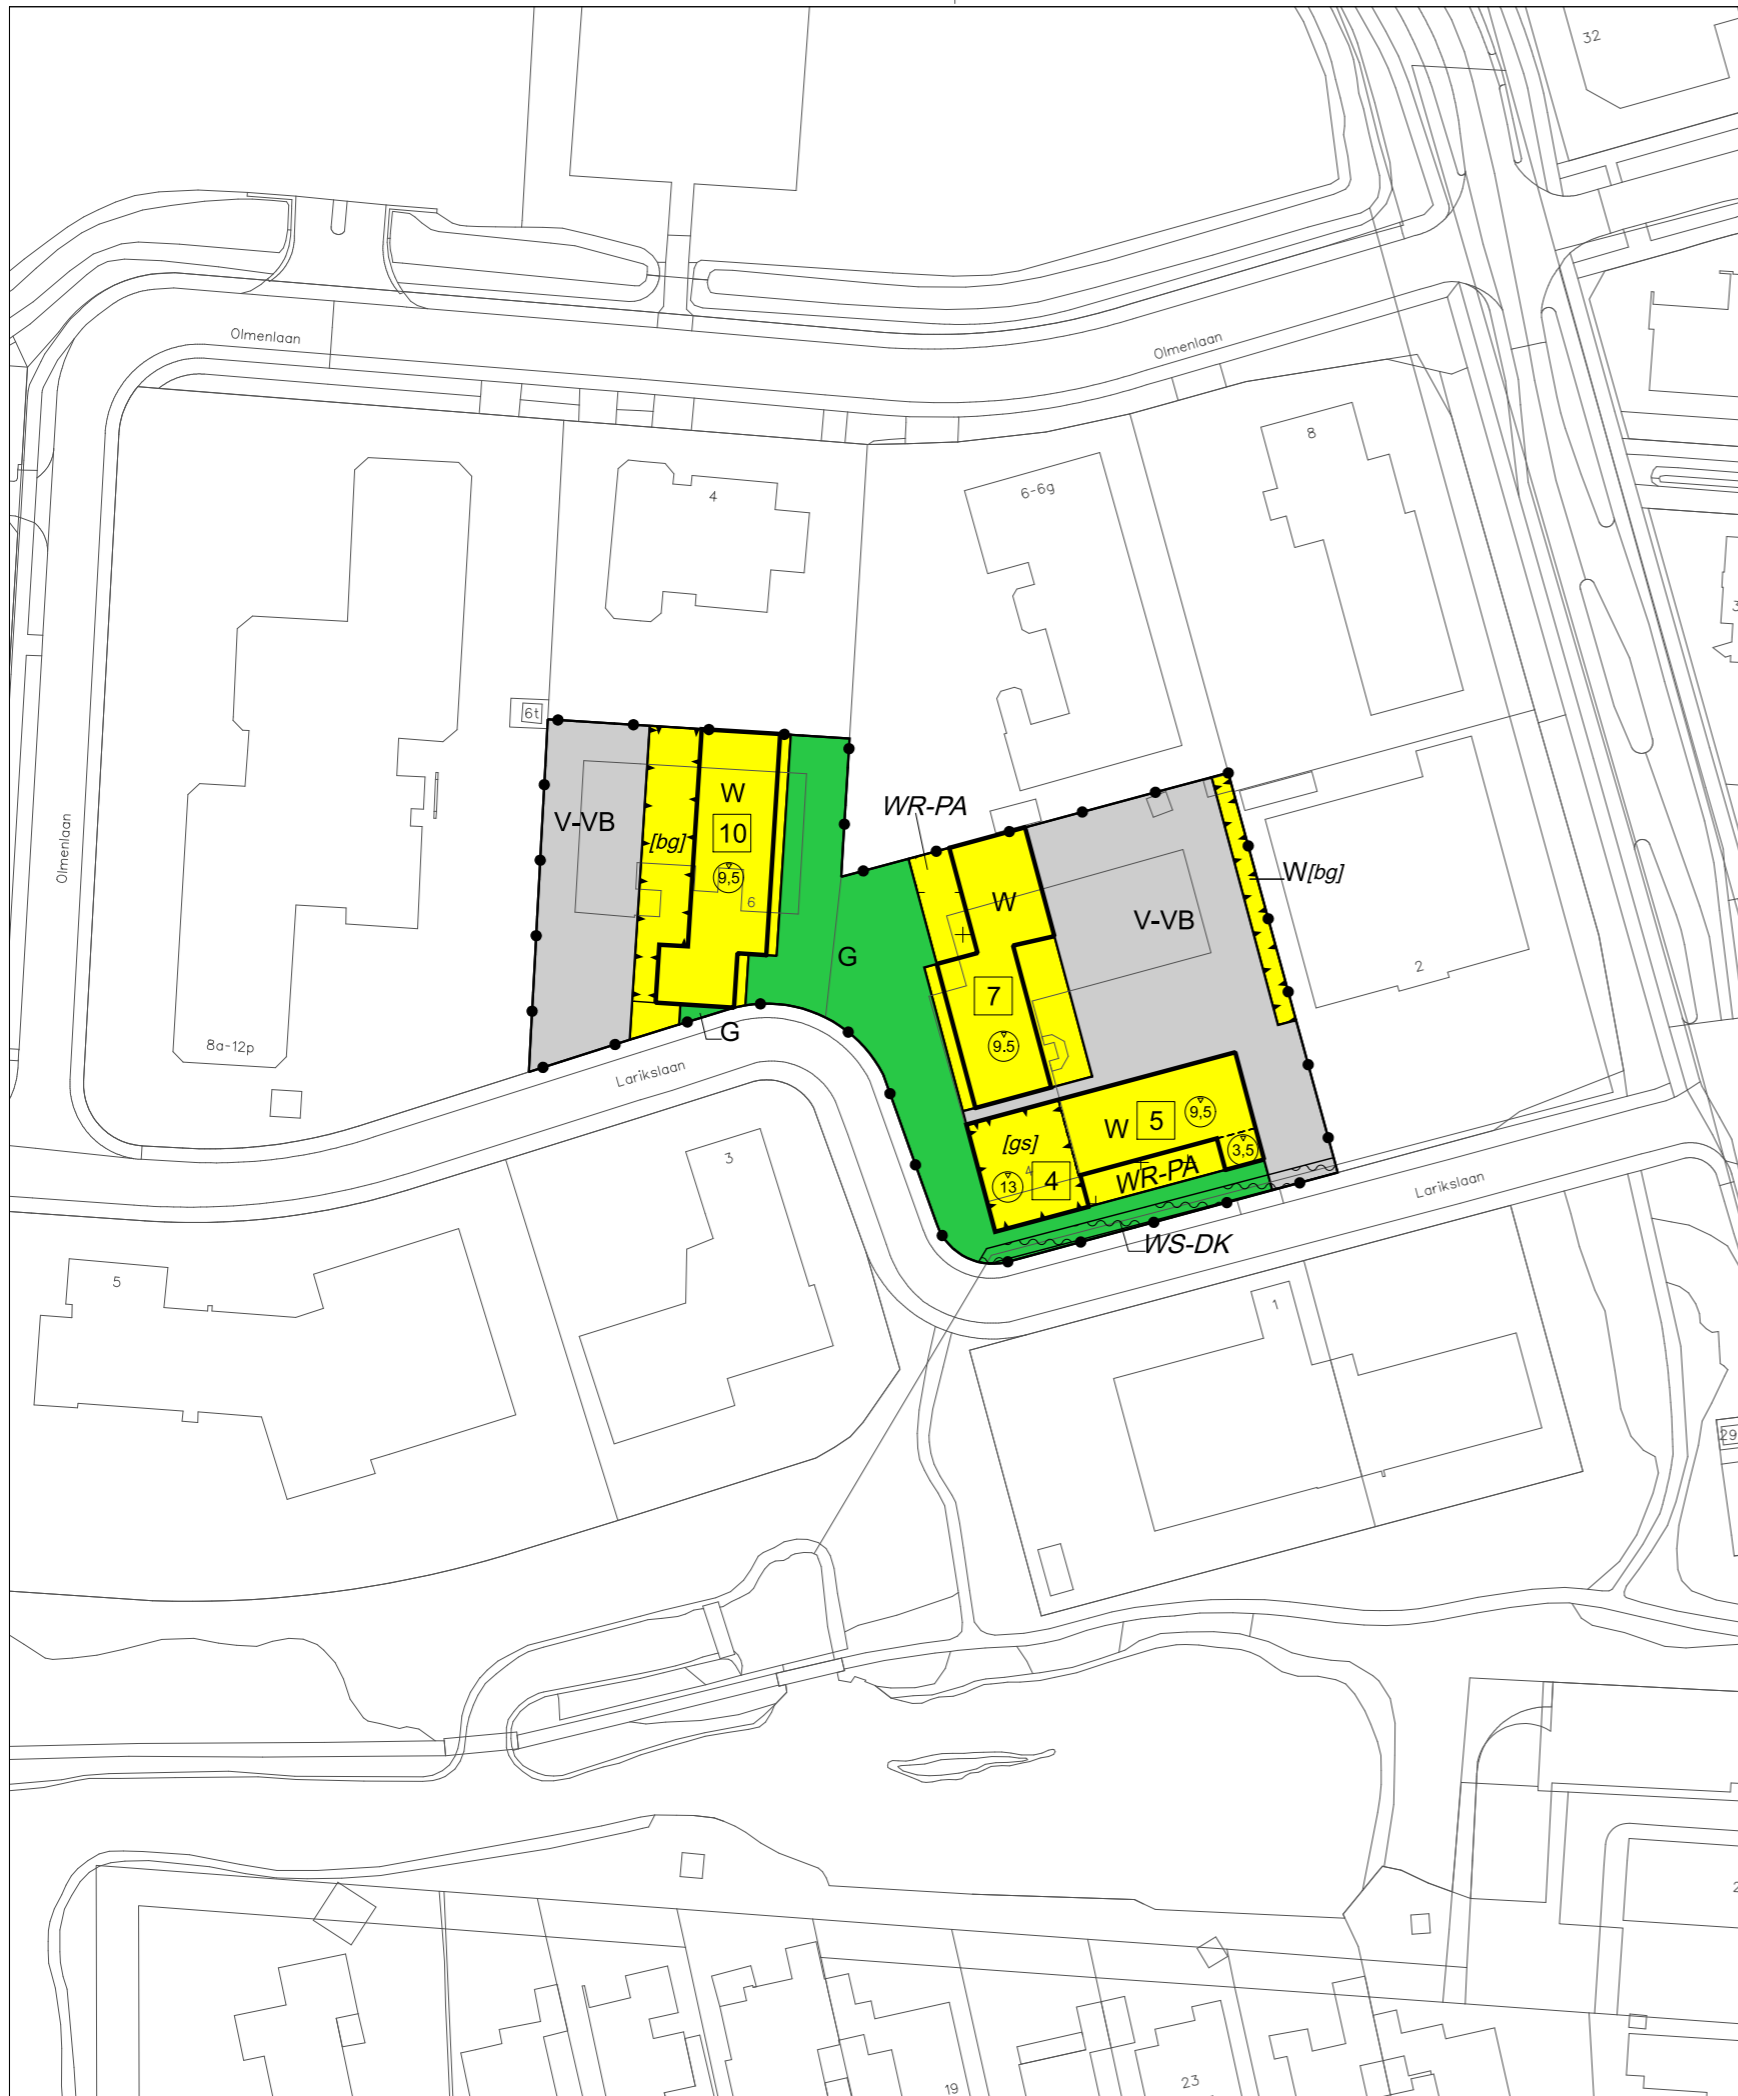 32
Olmenlaan
Olmenlaan
8
4
6-6g
6t
WR-PA
W
V-VB
10
[bg]
9,5
W[bg]
6
W
V-VB
Olmenlaan
G
2
7
G
9.5
8a-12p
Larikslaan
W
5
9,5
[gs]
3,5
3
4
13
4
WR-PA
Larikslaan
WS-DK
5
1
29
19
23